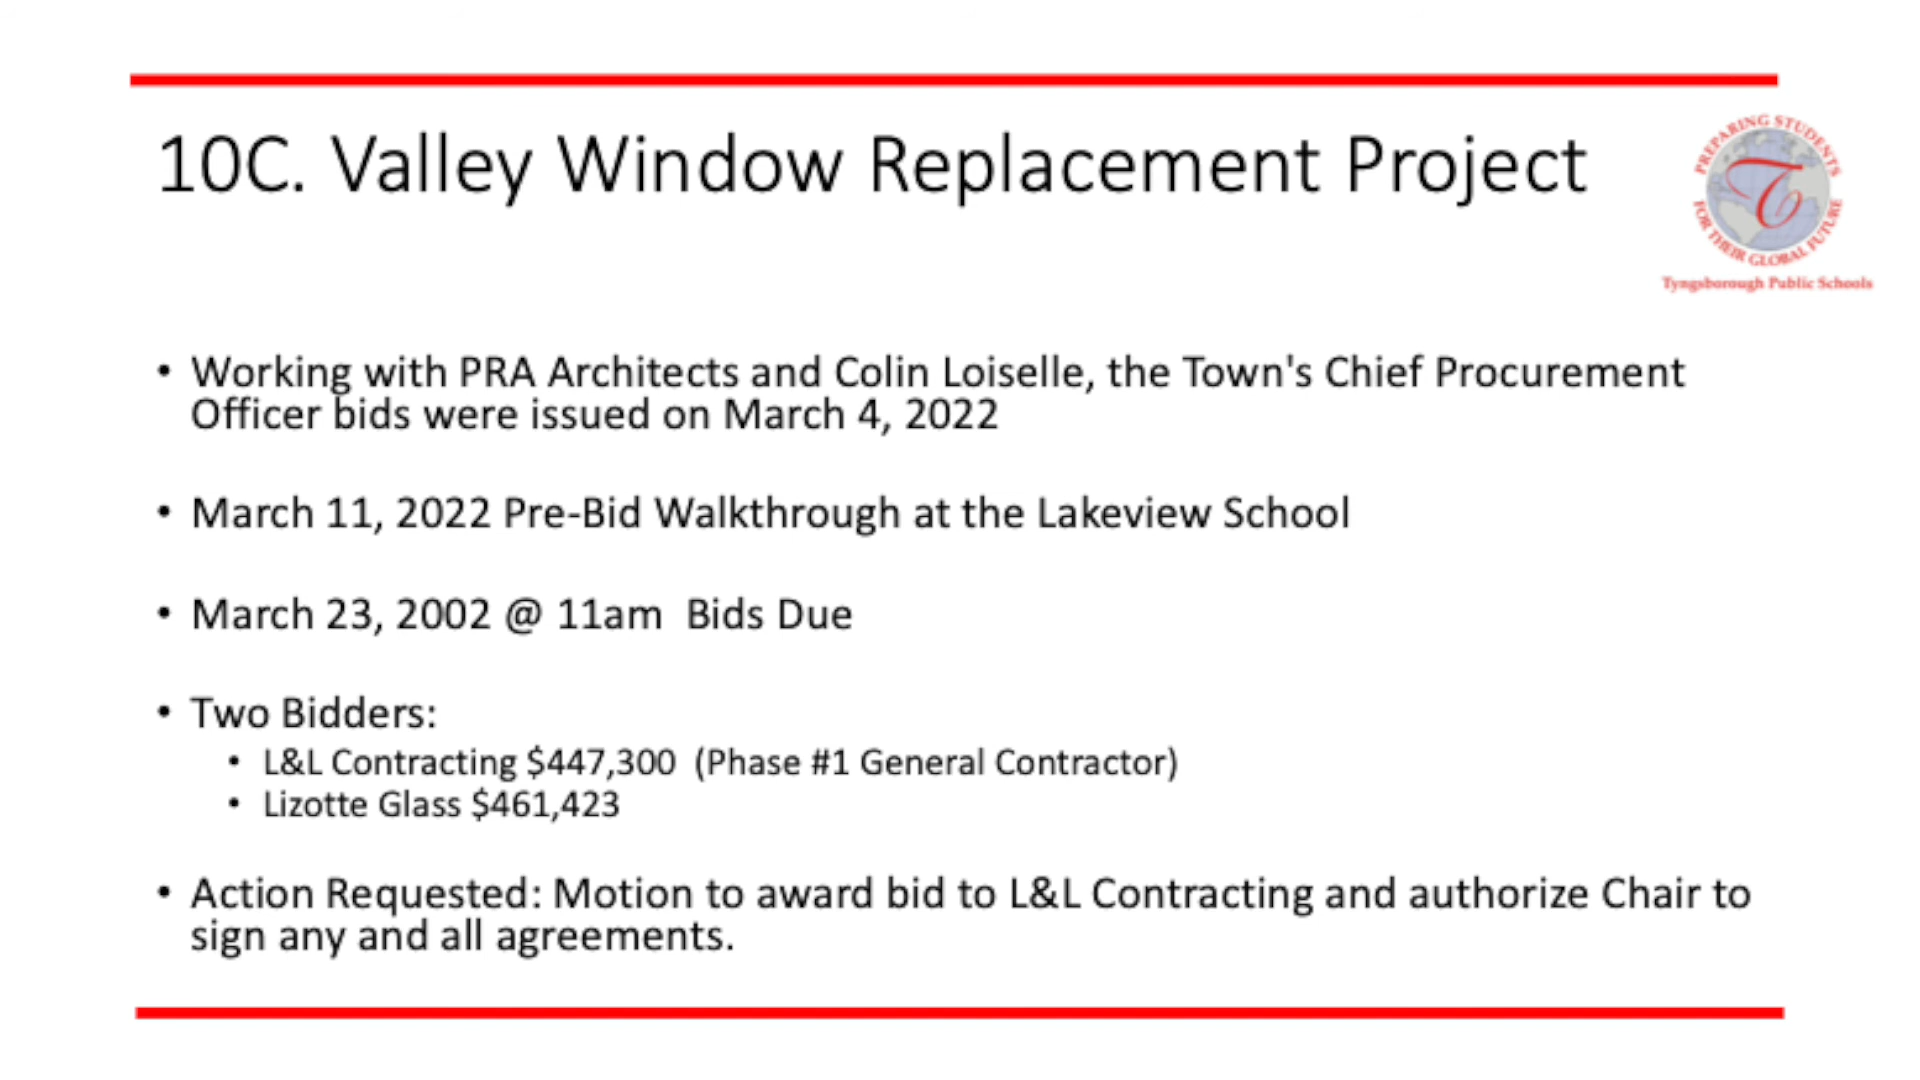 10C. Valley Window Replacement Project
PREPARING STUDENTS
FOR THEIR GLOBAL FUTURE
T
Tyngsborough Public Schools
• Working with PRA Architects and Colin Loiselle, the Town's Chief Procurement
Officer bids were issued on March 4, 2022
• March 11, 2022 Pre-Bid Walkthrough at the Lakeview School
• March 23, 2002 @ 11am  Bids Due
• Two Bidders:
• L&L Contracting $447,300  (Phase #1 General Contractor)
• Lizotte Glass $461,423
• Action Requested: Motion to award bid to L&L Contracting and authorize Chair to
sign any and all agreements.